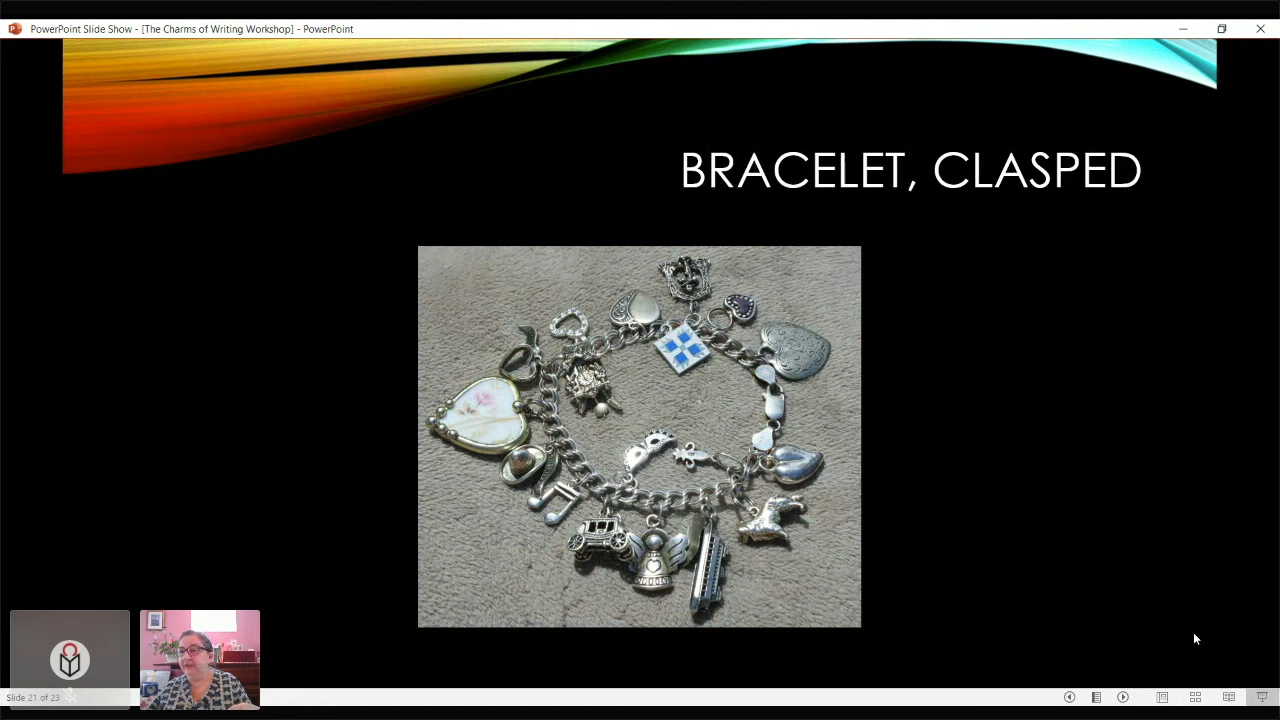 PowerPoint Slide Show - [The Charms of Writing Workshop] - PowerPoint
BRACELET, CLASPED
Slide 21 of 23